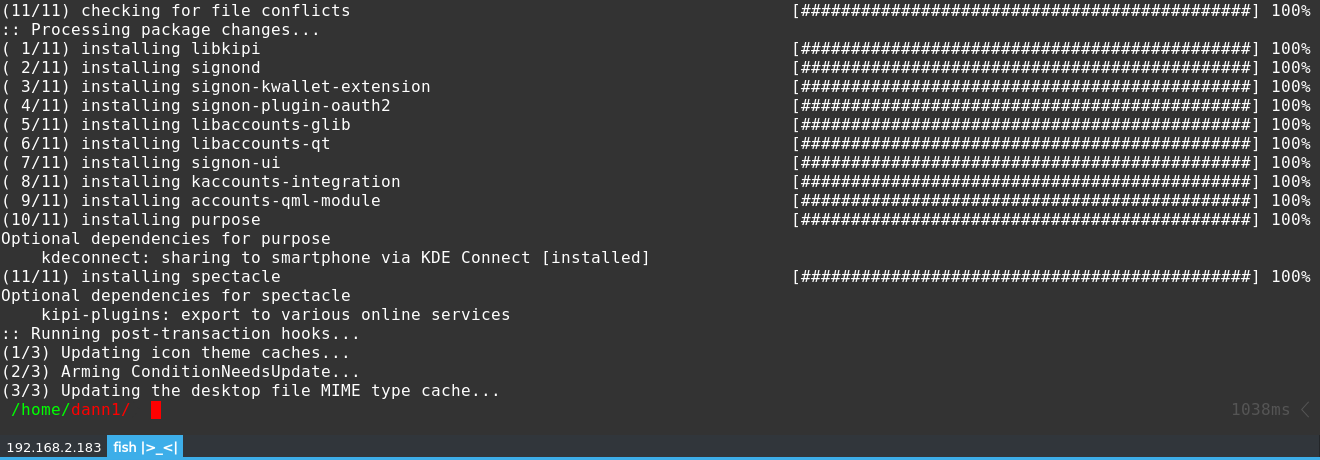 (11/11) checking for file conflicts [#############################################] 100%
:: Processing package changes...
( 1/11) installing libkipi [#############################################] 100%
( 2/11) installing signond [#############################################] 100%
( 3/11) installing signon-kwallet-extension [#############################################] 100%
( 4/11) installing signon-plugin-oauth2 [#############################################] 100%
( 5/11) installing libaccounts-glib [#############################################] 100%
( 6/11) installing libaccounts-qt [#############################################] 100%
( 7/11) installing signon-ui [#############################################] 100%
( 8/11) installing kaccounts-integration [#############################################] 100%
( 9/11) installing accounts-qml-module [#############################################] 100%
(10/11) installing purpose [#############################################] 100%
Optional dependencies for purpose
    kdeconnect: sharing to smartphone via KDE Connect [installed]
(11/11) installing spectacle [#############################################] 100%
Optional dependencies for spectacle
    kipi-plugins: export to various online services
:: Running post-transaction hooks...
(1/3) Updating icon theme caches...
(2/3) Arming ConditionNeedsUpdate...
(3/3) Updating the desktop file MIME type cache...
/home/dann1/ 1038ms <
192.168.2.183 fish |>_<|